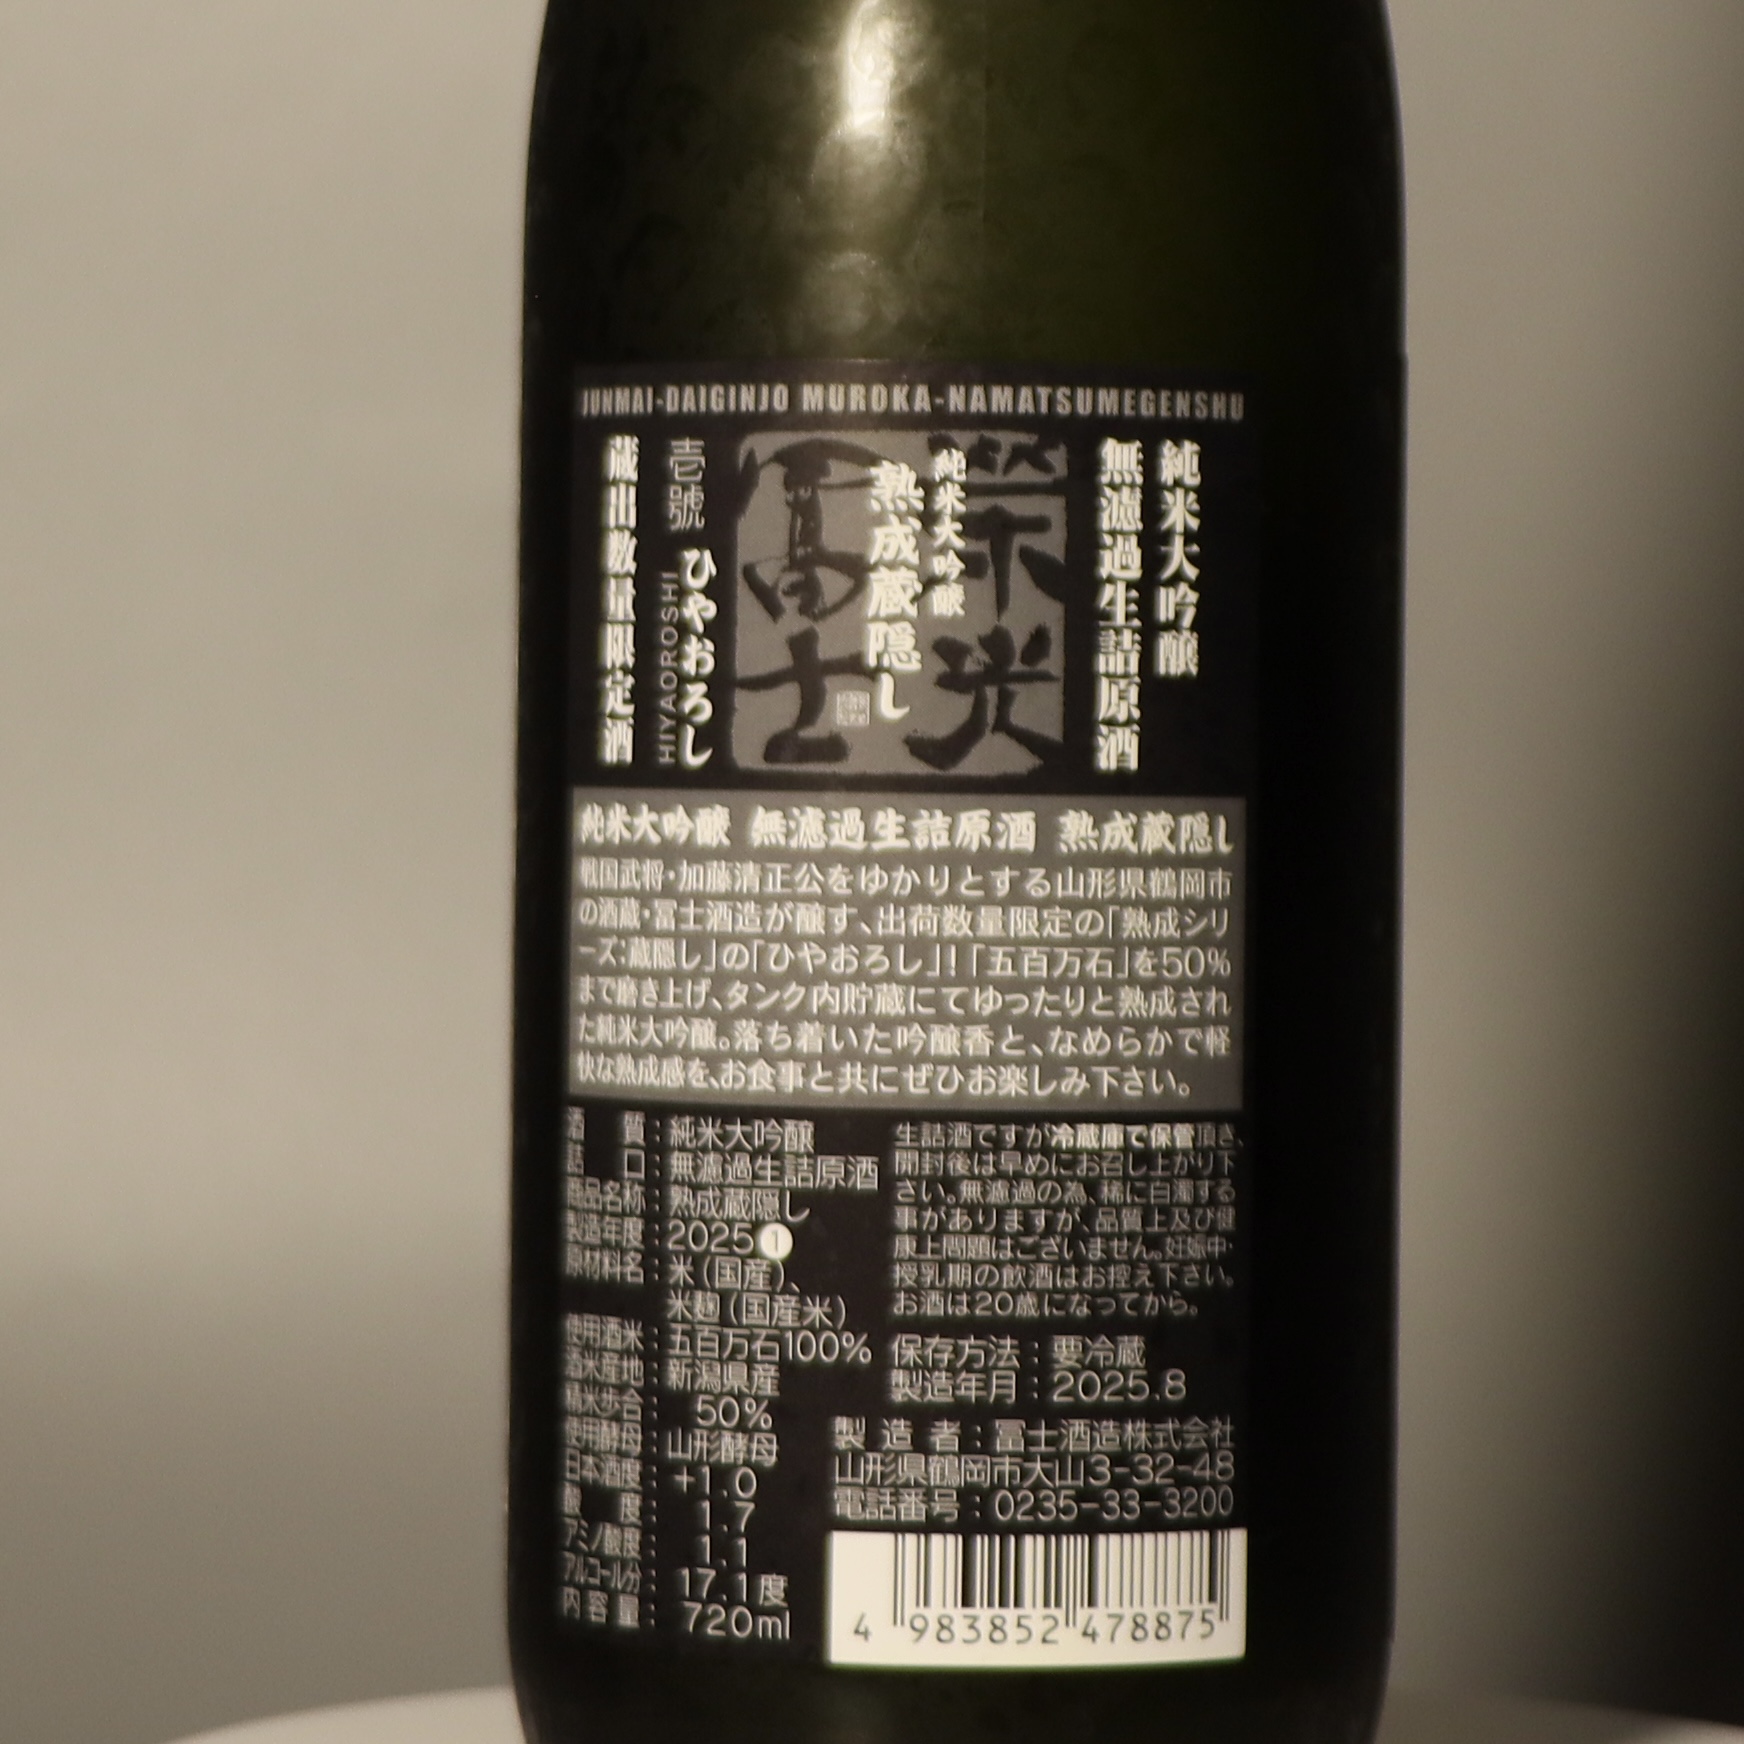 JUNMAI-DAIGINJO MUROKA-NAMATSUMEGENSHU
純米大吟醸
無濾過生詰原酒
榮光
冨士
純米大吟醸
熟成蔵隠し
壱號 ひやおろし
HIYAOROSHI
蔵出数量限定酒
純米大吟醸 無濾過生詰原酒 熟成蔵隠し
戦国武将・加藤清正公をゆかりとする山形県鶴岡市
の酒蔵・冨士酒造が醸す、出荷数量限定の「熟成シリ
ーズ:蔵隠し」の「ひやおろし」!「五百万石」を50%
まで磨き上げ、タンク内貯蔵にてゆったりと熟成され
た純米大吟醸。落ち着いた吟醸香と、なめらかで軽
快な熟成感を、お食事と共にぜひお楽しみ下さい。
酒質:純米大吟醸
詰口:無濾過生詰原酒
商品名称:熟成蔵隠し
製造年度:2025❶
原材料名:米(国産)、
米麹(国産米)
使用酒米:五百万石100%
酒米産地:新潟県産
精米歩合:50%
使用酵母:山形酵母
日本酒度:+1.0
酸度:1.7
アミノ酸度:1.1
アルコール分:17.1度
内容量:720ml
生詰酒ですが冷蔵庫で保管頂き、
開封後は早めにお召し上がり下
さい。無濾過の為、稀に白濁する
事がありますが、品質上及び健
康上問題はございません。妊娠中・
授乳期の飲酒はお控え下さい。
お酒は20歳になってから。
保存方法:要冷蔵
製造年月:2025.8
製造者:冨士酒造株式会社
山形県鶴岡市大山3-32-48
電話番号:0235-33-3200
4 983852 478875